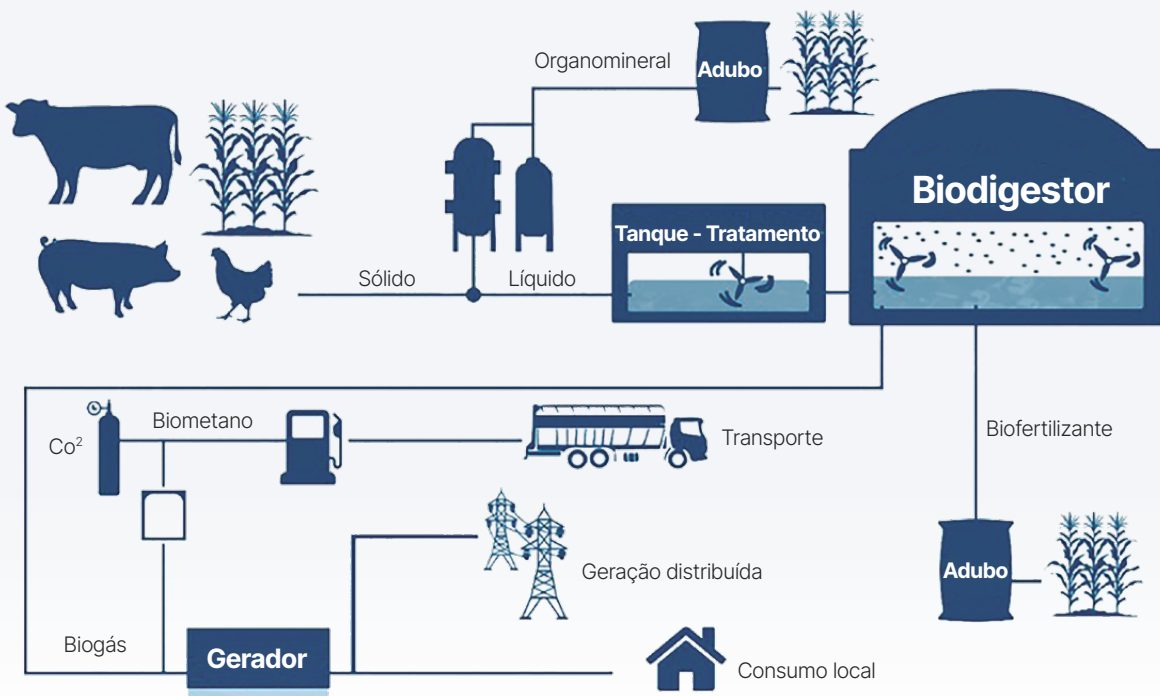 Organomineral
Adubo
Biodigestor
Tanque - Tratamento
Sólido
Líquido
Biometano
Co²
Transporte
Biofertilizante
Geração distribuída
Adubo
Biogás
Gerador
Consumo local